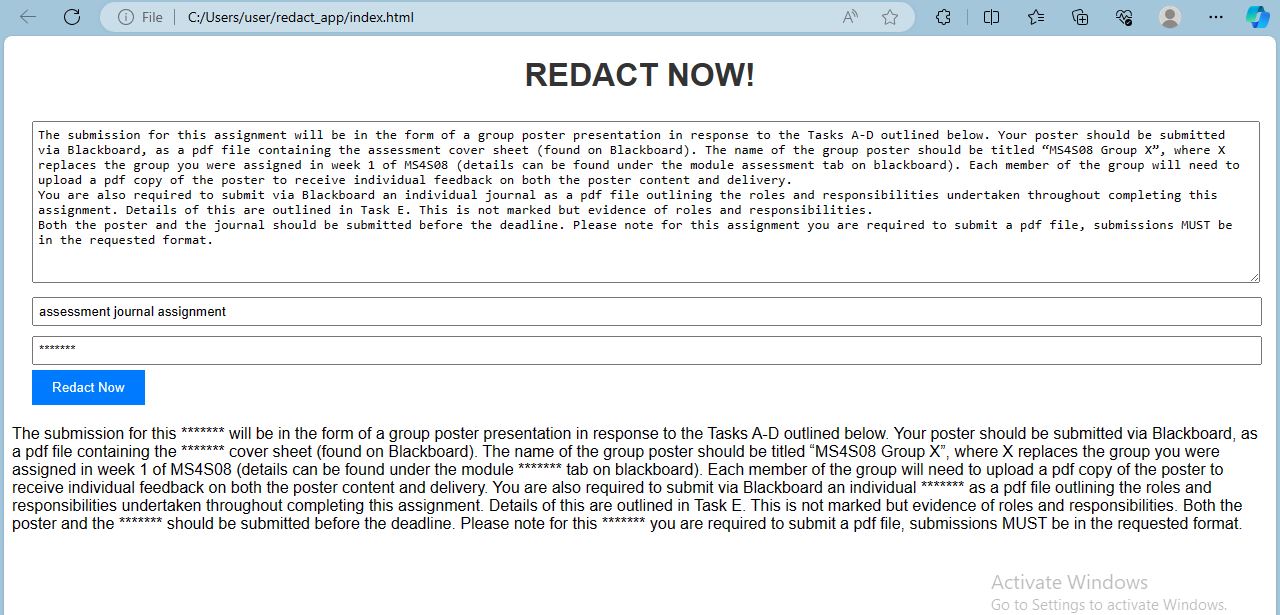 File
C:/Users/user/redact_app/index.html
REDACT NOW!
The submission for this assignment will be in the form of a group poster presentation in response to the Tasks A-D outlined below. Your poster should be submitted
via Blackboard, as a pdf file containing the assessment cover sheet (found on Blackboard). The name of the group poster should be titled “MS4S08 Group X”, where X
replaces the group you were assigned in week 1 of MS4S08 (details can be found under the module assessment tab on blackboard). Each member of the group will need to
upload a pdf copy of the poster to receive individual feedback on both the poster content and delivery.
You are also required to submit via Blackboard an individual journal as a pdf file outlining the roles and responsibilities undertaken throughout completing this
assignment. Details of this are outlined in Task E. This is not marked but evidence of roles and responsibilities.
Both the poster and the journal should be submitted before the deadline. Please note for this assignment you are required to submit a pdf file, submissions MUST be
in the requested format.
assessment journal assignment
*******
Redact Now
The submission for this ******* will be in the form of a group poster presentation in response to the Tasks A-D outlined below. Your poster should be submitted via Blackboard, as
a pdf file containing the ******* cover sheet (found on Blackboard). The name of the group poster should be titled “MS4S08 Group X”, where X replaces the group you were
assigned in week 1 of MS4S08 (details can be found under the module ******* tab on blackboard). Each member of the group will need to upload a pdf copy of the poster to
receive individual feedback on both the poster content and delivery. You are also required to submit via Blackboard an individual ******* as a pdf file outlining the roles and
responsibilities undertaken throughout completing this assignment. Details of this are outlined in Task E. This is not marked but evidence of roles and responsibilities. Both the
poster and the ******* should be submitted before the deadline. Please note for this ******* you are required to submit a pdf file, submissions MUST be in the requested format.
Activate Windows
Go to Settings to activate Windows.